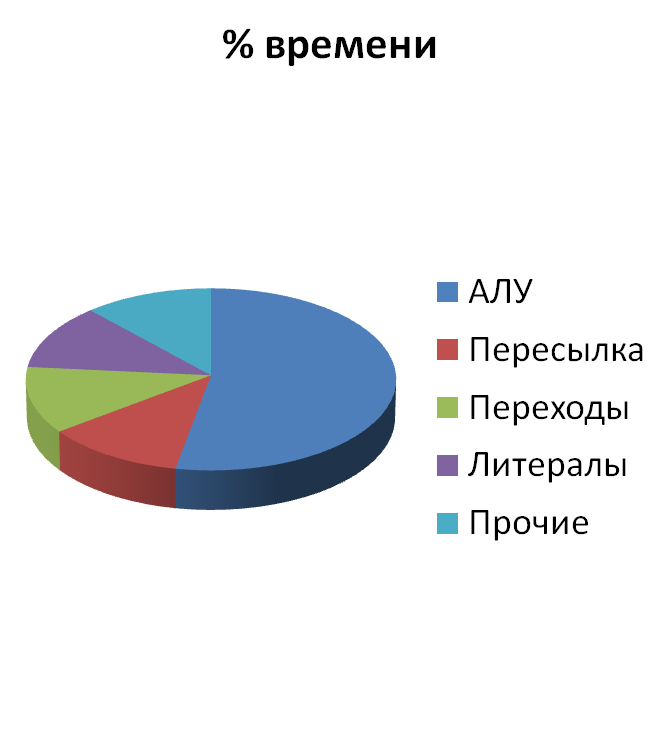 % времени
АЛУ
Пересылка
Переходы
Литералы
Прочие